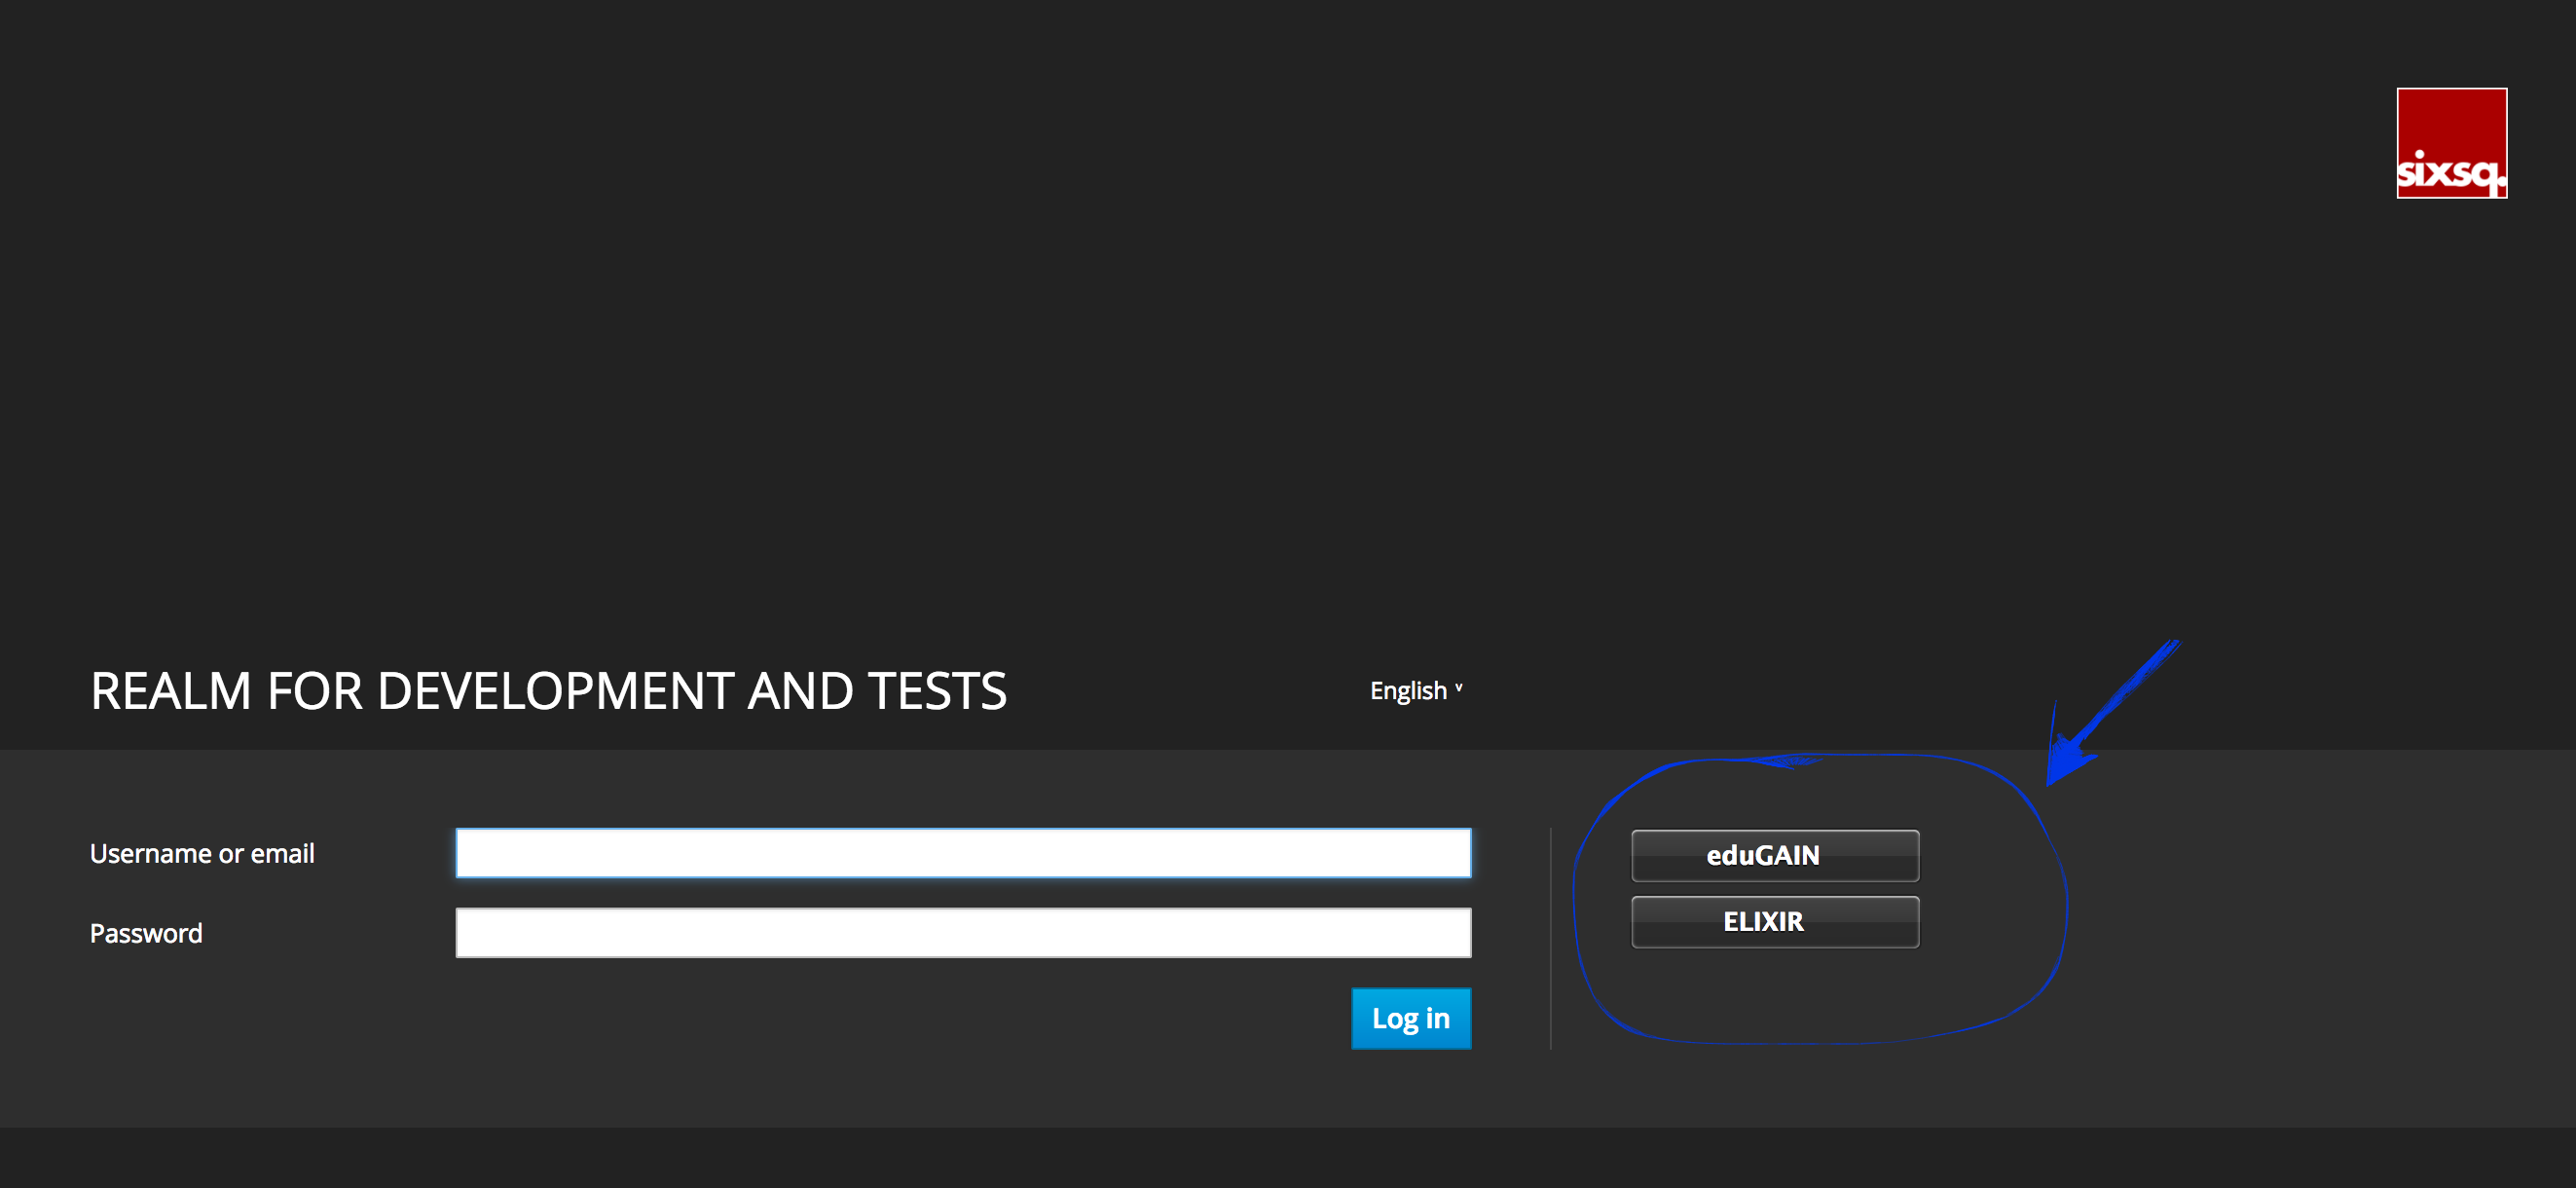 sixsq.
REALM FOR DEVELOPMENT AND TESTS
English v
Username or email
eduGAIN
Password
ELIXIR
Log in